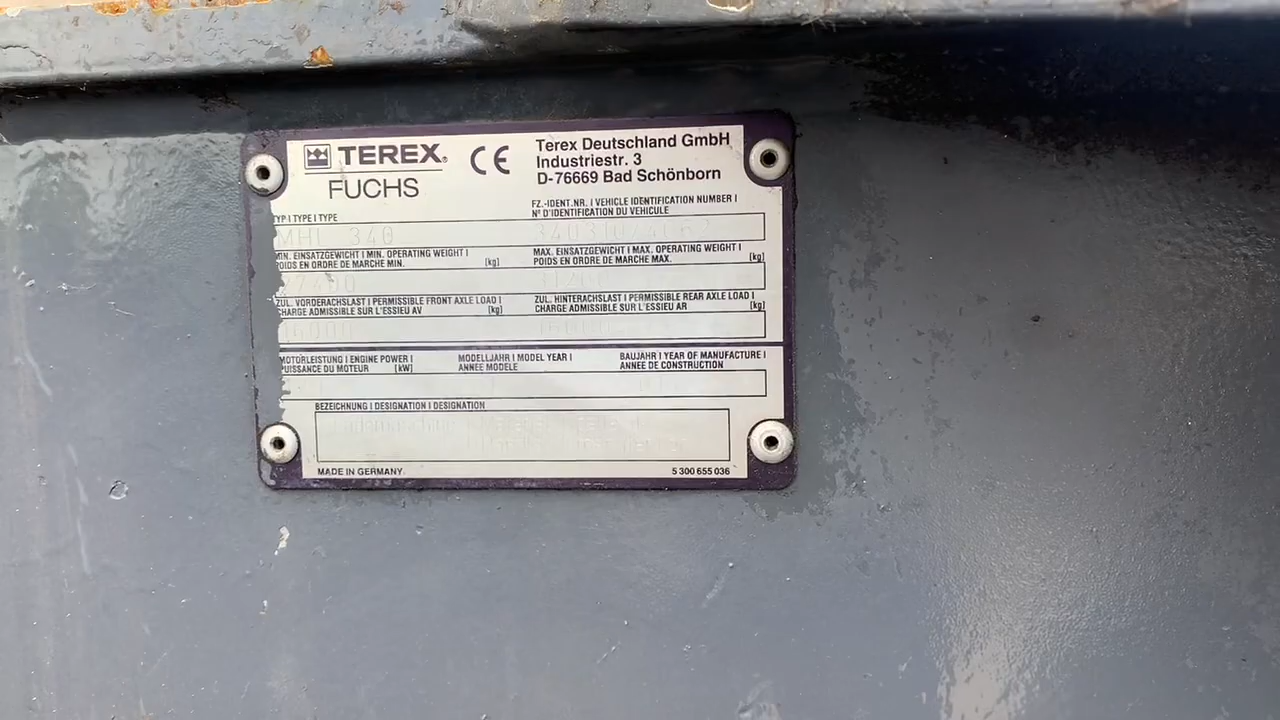 TEREX®
FUCHS
CE
Terex Deutschland GmbH
Industriestr. 3
D-76669 Bad Schönborn
TYP I TYPE I TYPE
FZ.-IDENT.NR. I VEHICLE IDENTIFICATION NUMBER I
N° D'IDENTIFICATION DU VEHICULE
MHL 340
MIN. EINSATZGEWICHT I MIN. OPERATING WEIGHT I
POIDS EN ORDRE DE MARCHE MIN. [kg]
MAX. EINSATZGEWICHT I MAX. OPERATING WEIGHT I
POIDS EN ORDRE DE MARCHE MAX. [kg]
27400
ZUL. VORDERACHSLAST I PERMISSIBLE FRONT AXLE LOAD I
CHARGE ADMISSIBLE SUR L'ESSIEU AV [kg]
ZUL. HINTERACHSLAST I PERMISSIBLE REAR AXLE LOAD I
CHARGE ADMISSIBLE SUR L'ESSIEU AR [kg]
MOTORLEISTUNG I ENGINE POWER I
PUISSANCE DU MOTEUR [kW]
MODELLJAHR I MODEL YEAR I
ANNEE MODELE
BAUJAHR I YEAR OF MANUFACTURE I
ANNEE DE CONSTRUCTION
BEZEICHNUNG I DESIGNATION I DESIGNATION
MADE IN GERMANY
5 300 655 036